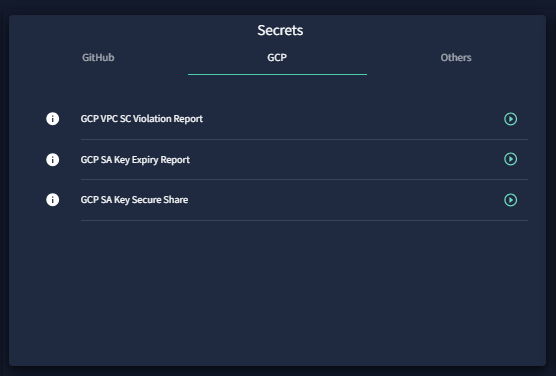 Secrets
GitHub GCP Others
GCP VPC SC Violation Report
GCP SA Key Expiry Report
GCP SA Key Secure Share